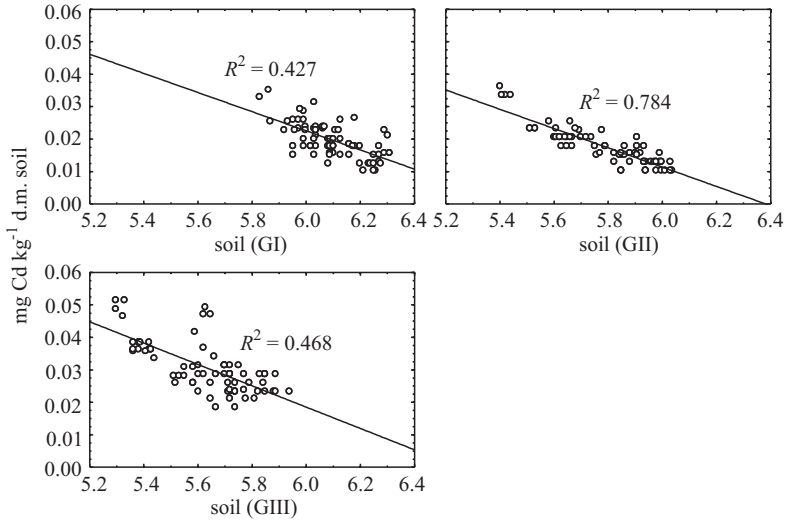 mg Cd kg⁻¹ d.m. soil
0.06
0.05
0.04
0.03
0.02
0.01
0.00
R² = 0.427
5.2 5.4 5.6 5.8 6.0 6.2 6.4
soil (GI)
R² = 0.784
5.2 5.4 5.6 5.8 6.0 6.2 6.4
soil (GII)
0.06
0.05
0.04
0.03
0.02
0.01
0.00
R² = 0.468
5.2 5.4 5.6 5.8 6.0 6.2 6.4
soil (GIII)